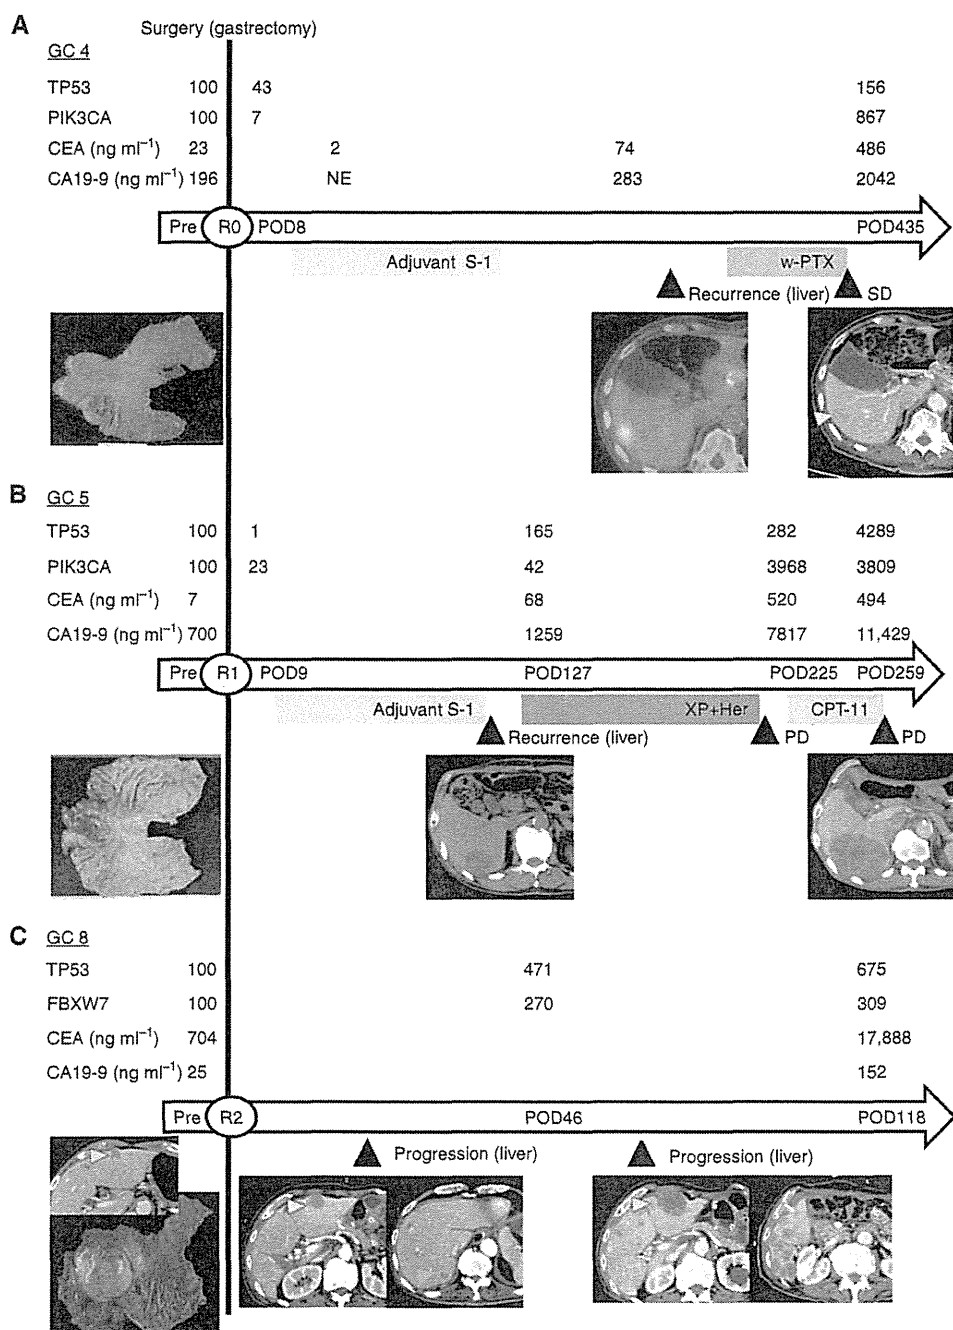 Surgery (gastrectomy)
A
GC 4
TP53 100 43 156
PIK3CA 100 7 867
CEA (ng ml⁻¹) 23 2 74 486
CA19-9 (ng ml⁻¹) 196 NE 283 2042
Pre R0 POD8 POD435
Adjuvant S-1 w-PTX
Recurrence (liver) SD
B
GC 5
TP53 100 1 165 282 4289
PIK3CA 100 23 42 3968 3809
CEA (ng ml⁻¹) 7 68 520 494
CA19-9 (ng ml⁻¹) 700 1259 7817 11,429
Pre R1 POD9 POD127 POD225 POD259
Adjuvant S-1 XP+Her CPT-11
Recurrence (liver) PD PD
C
GC 8
TP53 100 471 675
FBXW7 100 270 309
CEA (ng ml⁻¹) 704 17,888
CA19-9 (ng ml⁻¹) 25 152
Pre R2 POD46 POD118
Progression (liver) Progression (liver)